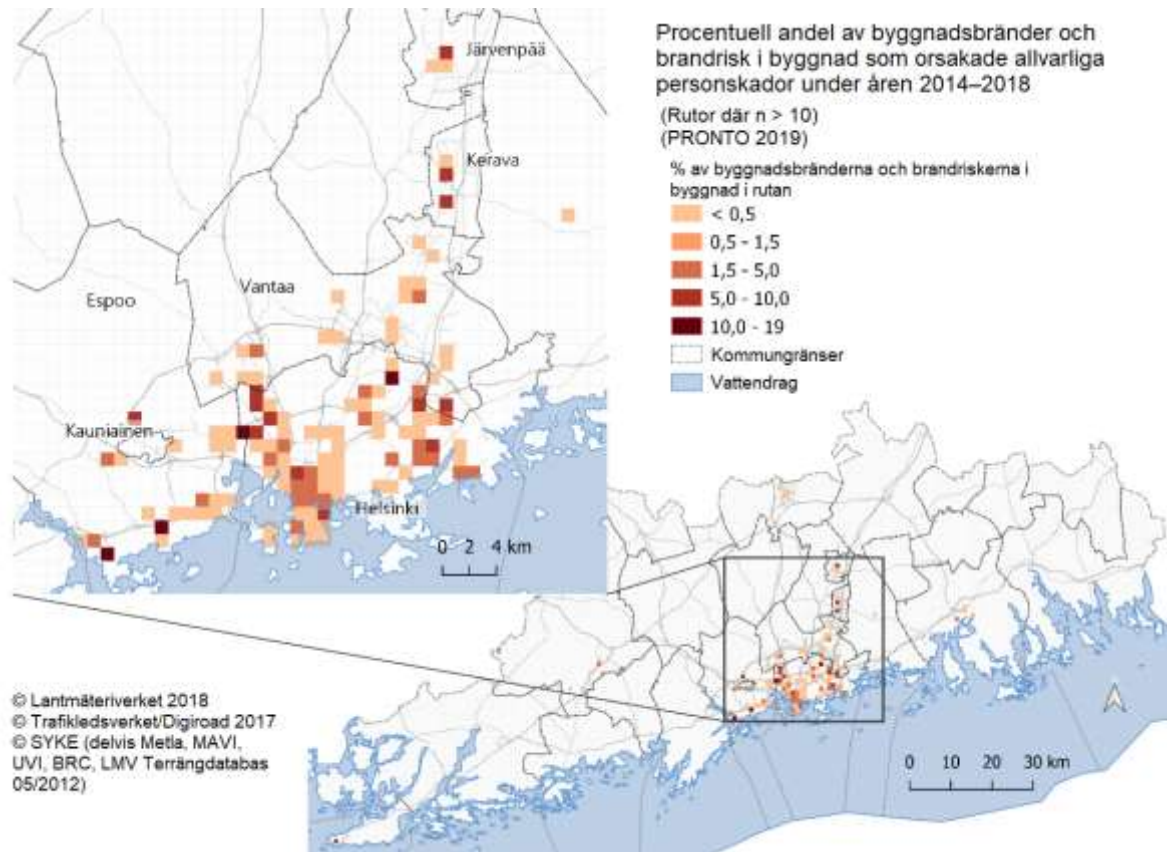 Procentuell andel av byggnadsbränder och
brandrisk i byggnad som orsakade allvarliga
personskador under åren 2014–2018
(Rutor där n > 10)
(PRONTO 2019)
% av byggnadsbränderna och brandriskerna i
byggnad i rutan
< 0,5
0,5 - 1,5
1,5 - 5,0
5,0 - 10,0
10,0 - 19
Kommungränser
Vattendrag
Järvenpää
Kerava
Espoo
Vantaa
Kauniainen
Helsinki
0 2 4 km
0 10 20 30 km
© Lantmäteriverket 2018
© Trafikledsverket/Digiroad 2017
© SYKE (delvis Metla, MAVI,
UVI, BRC, LMV Terrängdatabas
05/2012)